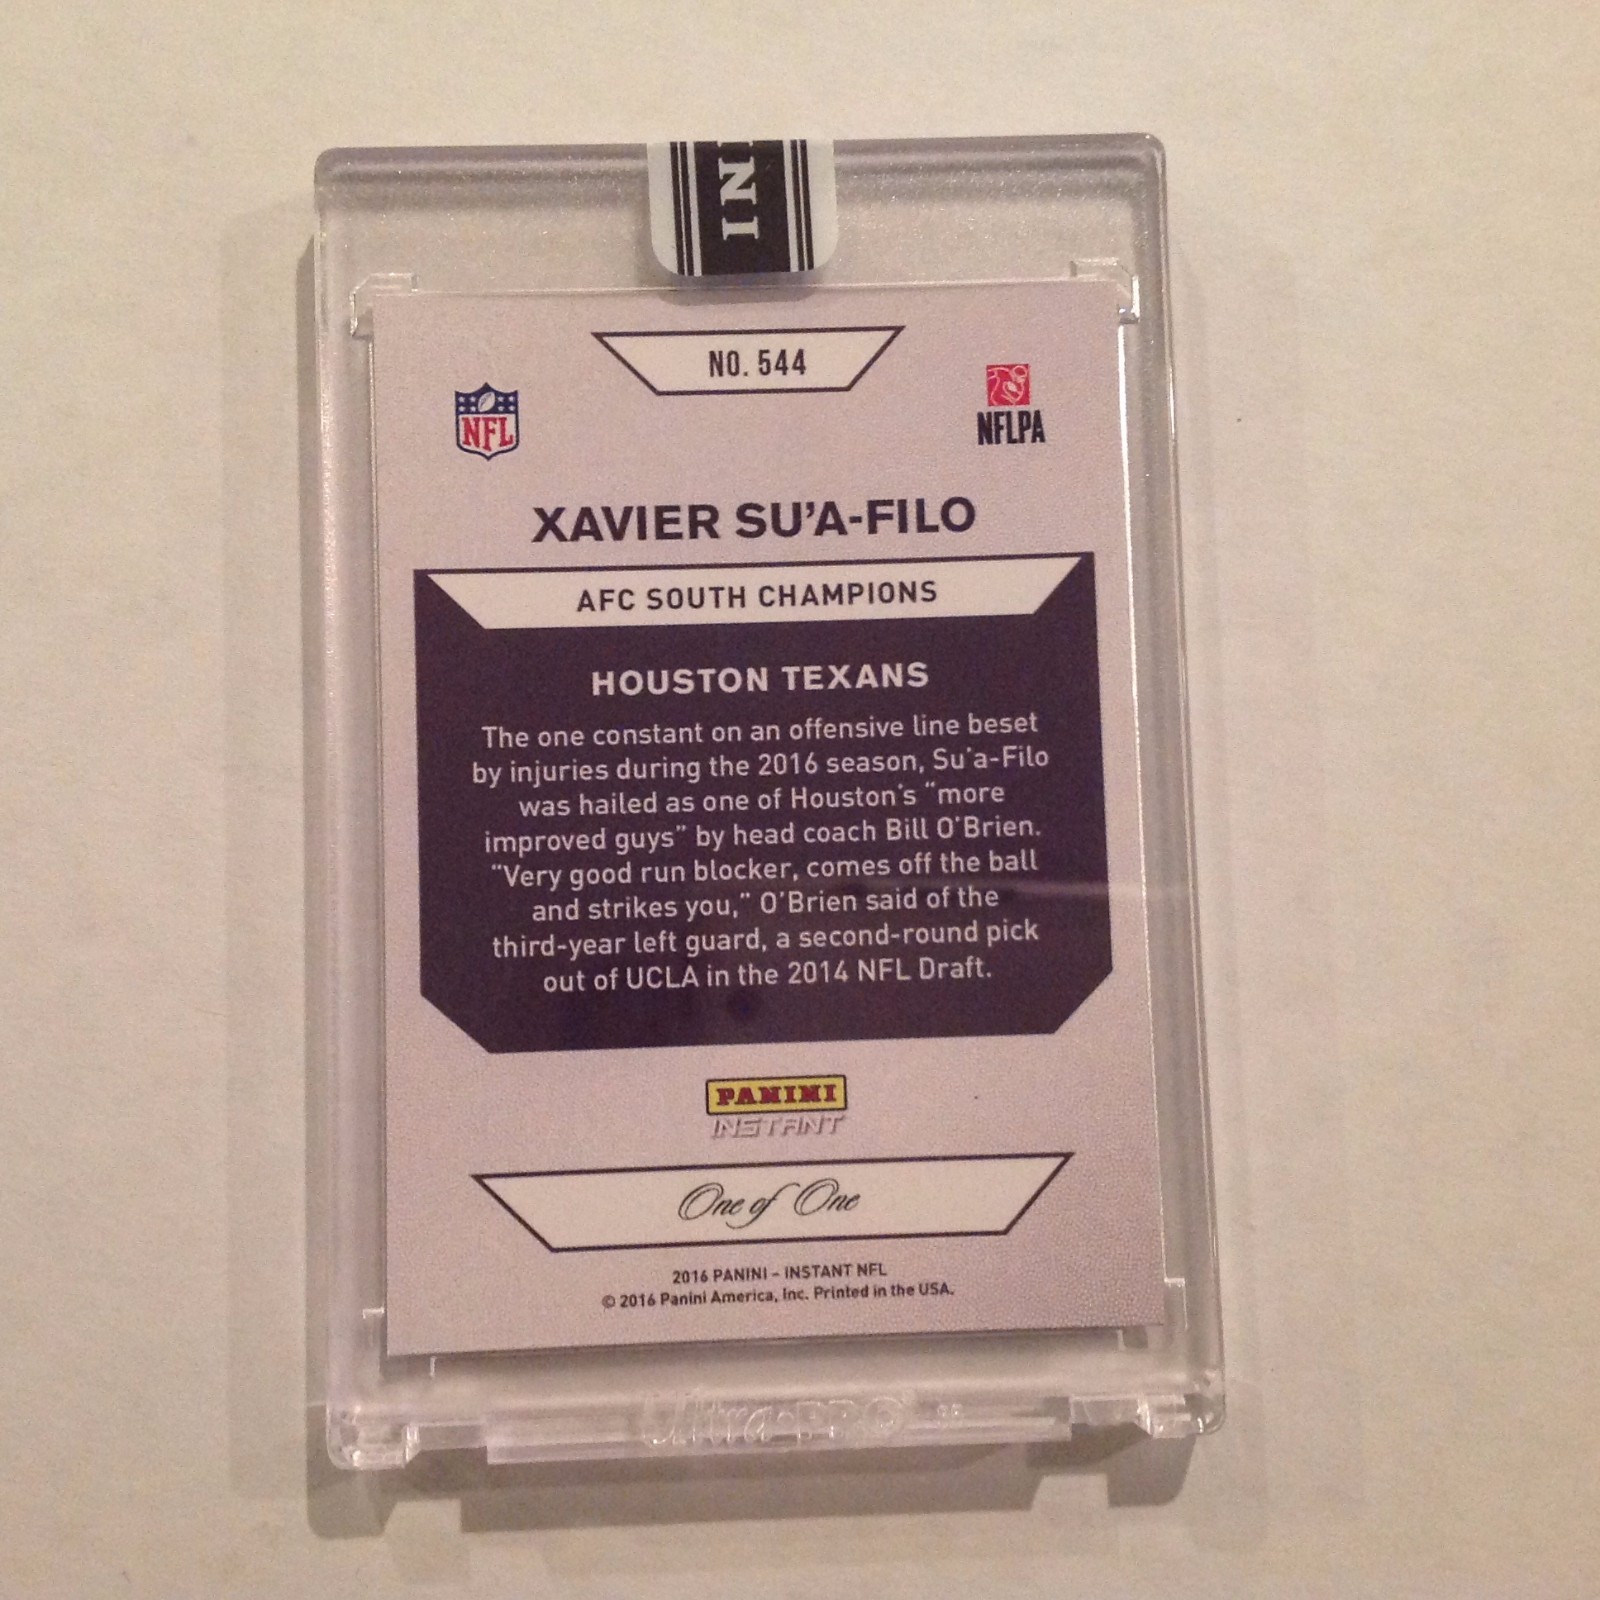 INI
NO. 544
NFL
NFLPA
XAVIER SU'A-FILO
AFC SOUTH CHAMPIONS
HOUSTON TEXANS
The one constant on an offensive line beset
by injuries during the 2016 season, Su'a-Filo
was hailed as one of Houston's "more
improved guys" by head coach Bill O'Brien.
"Very good run blocker, comes off the ball
and strikes you," O'Brien said of the
third-year left guard, a second-round pick
out of UCLA in the 2014 NFL Draft.
PANINI
INSTANT
One of One
2016 PANINI - INSTANT NFL
© 2016 Panini America, Inc. Printed in the USA.
Ultra•PRO